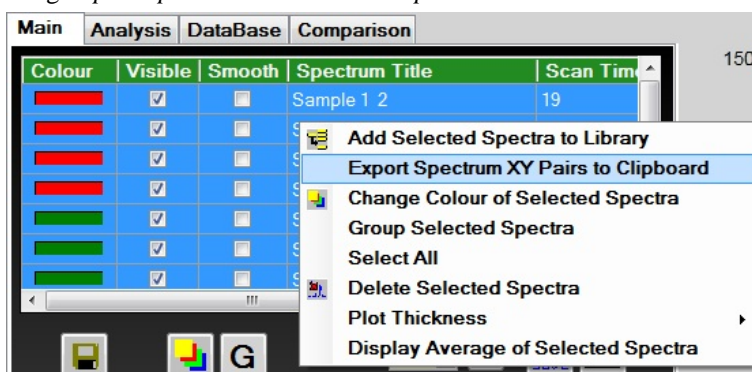 Main Analysis DataBase Comparison
150
Colour Visible Smooth Spectrum Title Scan Time
Sample 1 2 19
Add Selected Spectra to Library
Export Spectrum XY Pairs to Clipboard
Change Colour of Selected Spectra
Group Selected Spectra
Select All
Delete Selected Spectra
Plot Thickness
Display Average of Selected Spectra
G